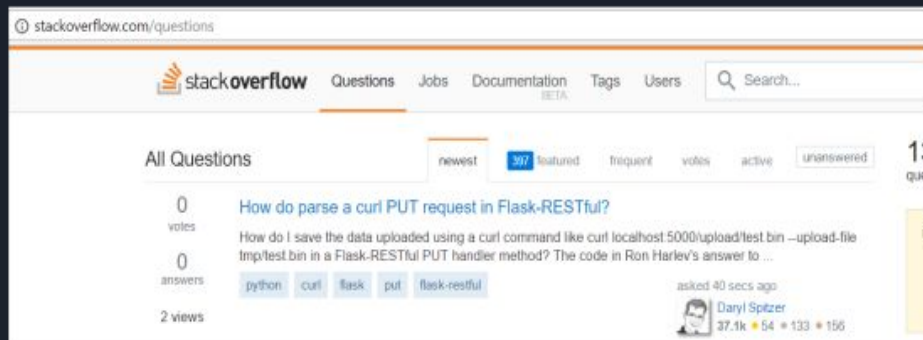 stackoverflow.com/questions
stackoverflow Questions Jobs Documentation Tags Users Search...
BETA
All Questions newest 397 featured frequent votes active unanswered
0
votes
How do parse a curl PUT request in Flask-RESTful?
How do I save the data uploaded using a curl command like curl localhost:5000/upload/test.bin --upload-file
tmp/test.bin in a Flask-RESTful PUT handler method? The code in Ron Harlev's answer to ...
0
answers
python curl flask put flask-restful
2 views
asked 40 secs ago
Daryl Spitzer
37.1k 54 133 156